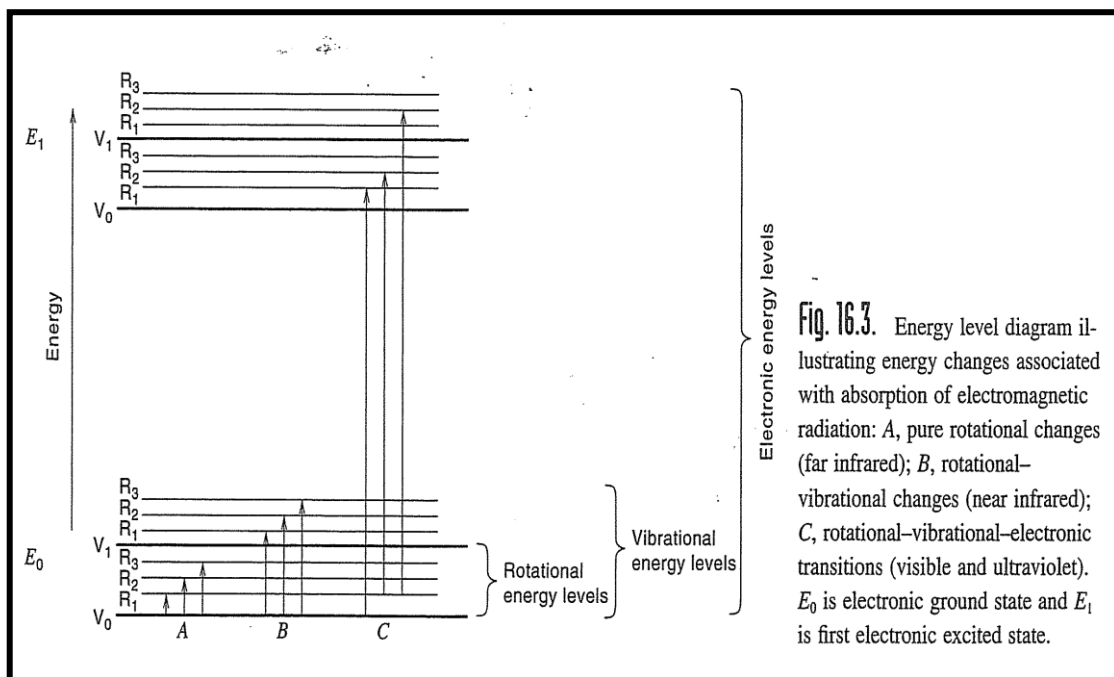 R₃
R₂
R₁
E₁
V₁
R₃
R₂
R₁
V₀
Energy
R₃
R₂
R₁
E₀
V₁
R₃
R₂
R₁
V₀
A
B
C
Rotational
energy levels
Vibrational
energy levels
Electronic energy levels
Fig. 16.3. Energy level diagram il-
lustrating energy changes associated
with absorption of electromagnetic
radiation: A, pure rotational changes
(far infrared); B, rotational–
vibrational changes (near infrared);
C, rotational–vibrational–electronic
transitions (visible and ultraviolet).
E₀ is electronic ground state and E₁
is first electronic excited state.